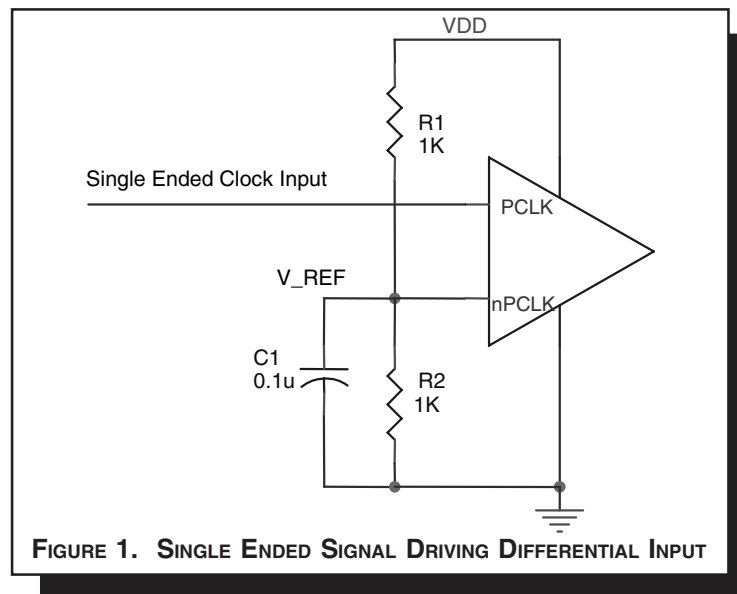 VDD
R1
1K
Single Ended Clock Input
PCLK
V_REF
nPCLK
C1
0.1u
R2
1K
FIGURE 1. SINGLE ENDED SIGNAL DRIVING DIFFERENTIAL INPUT